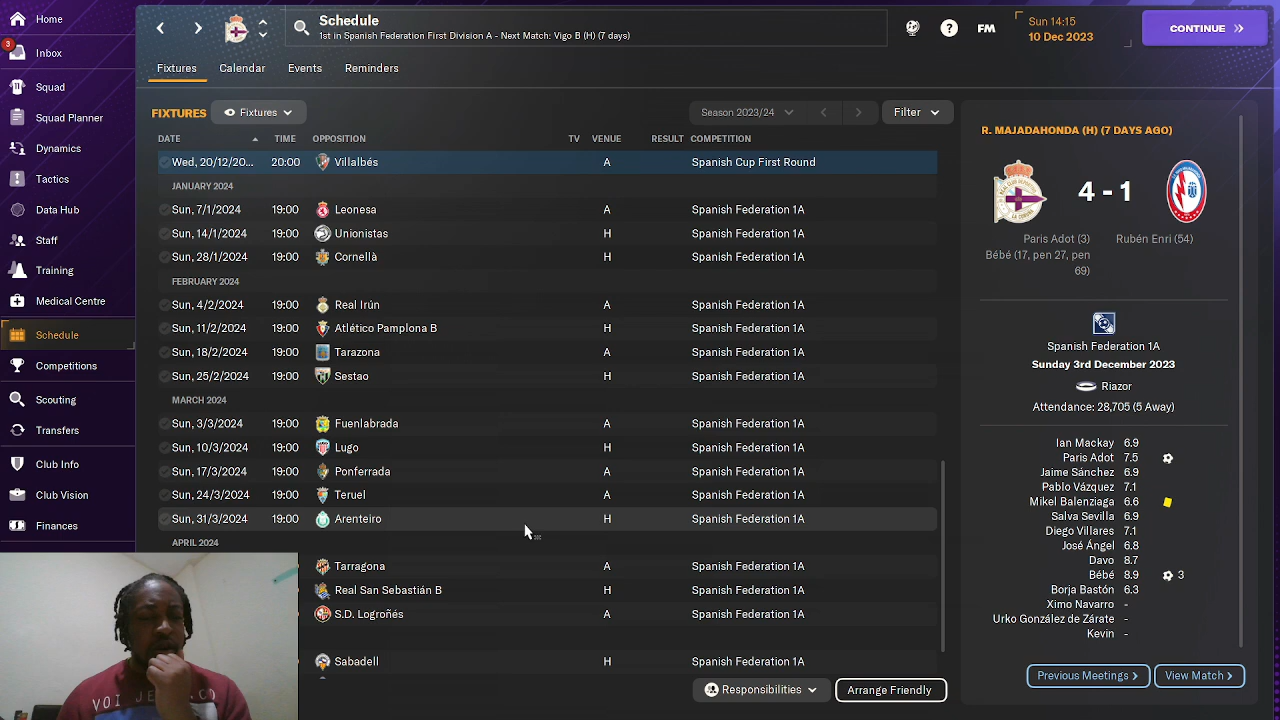 Home
3
Inbox
Squad
Squad Planner
Dynamics
Tactics
Data Hub
Staff
Training
Medical Centre
Schedule
Competitions
Scouting
Transfers
Club Info
Club Vision
Finances
Schedule
1st in Spanish Federation First Division A - Next Match: Vigo B (H) (7 days)
? FM
Sun 14:15
10 Dec 2023
CONTINUE
Fixtures Calendar Events Reminders
FIXTURES Fixtures Season 2023/24 Filter
DATE TIME OPPOSITION TV VENUE RESULT COMPETITION
Wed, 20/12/20... 20:00 Villalbés A Spanish Cup First Round
JANUARY 2024
Sun, 7/1/2024 19:00 Leonesa A Spanish Federation 1A
Sun, 14/1/2024 19:00 Unionistas H Spanish Federation 1A
Sun, 28/1/2024 19:00 Cornellà H Spanish Federation 1A
FEBRUARY 2024
Sun, 4/2/2024 19:00 Real Irún A Spanish Federation 1A
Sun, 11/2/2024 19:00 Atlético Pamplona B H Spanish Federation 1A
Sun, 18/2/2024 19:00 Tarazona A Spanish Federation 1A
Sun, 25/2/2024 19:00 Sestao H Spanish Federation 1A
MARCH 2024
Sun, 3/3/2024 19:00 Fuenlabrada A Spanish Federation 1A
Sun, 10/3/2024 19:00 Lugo H Spanish Federation 1A
Sun, 17/3/2024 19:00 Ponferrada A Spanish Federation 1A
Sun, 24/3/2024 19:00 Teruel A Spanish Federation 1A
Sun, 31/3/2024 19:00 Arenteiro H Spanish Federation 1A
APRIL 2024
Tarragona A Spanish Federation 1A
Real San Sebastián B H Spanish Federation 1A
S.D. Logroñés A Spanish Federation 1A
Sabadell H Spanish Federation 1A
Responsibilities Arrange Friendly
R. MAJADAHONDA (H) (7 DAYS AGO)
4 - 1
Paris Adot (3) Rubén Enri (54)
Bébé (17, pen 27, pen
69)
Spanish Federation 1A
Sunday 3rd December 2023
Riazor
Attendance: 28,705 (5 Away)
Ian Mackay 6.9
Paris Adot 7.5
Jaime Sánchez 6.9
Pablo Vázquez 7.1
Mikel Balenziaga 6.6
Salva Sevilla 6.9
Diego Villares 7.1
José Ángel 6.8
Davo 8.7
Bébé 8.9 3
Borja Bastón 6.3
Ximo Navarro -
Urko González de Zárate -
Kevin -
Previous Meetings View Match